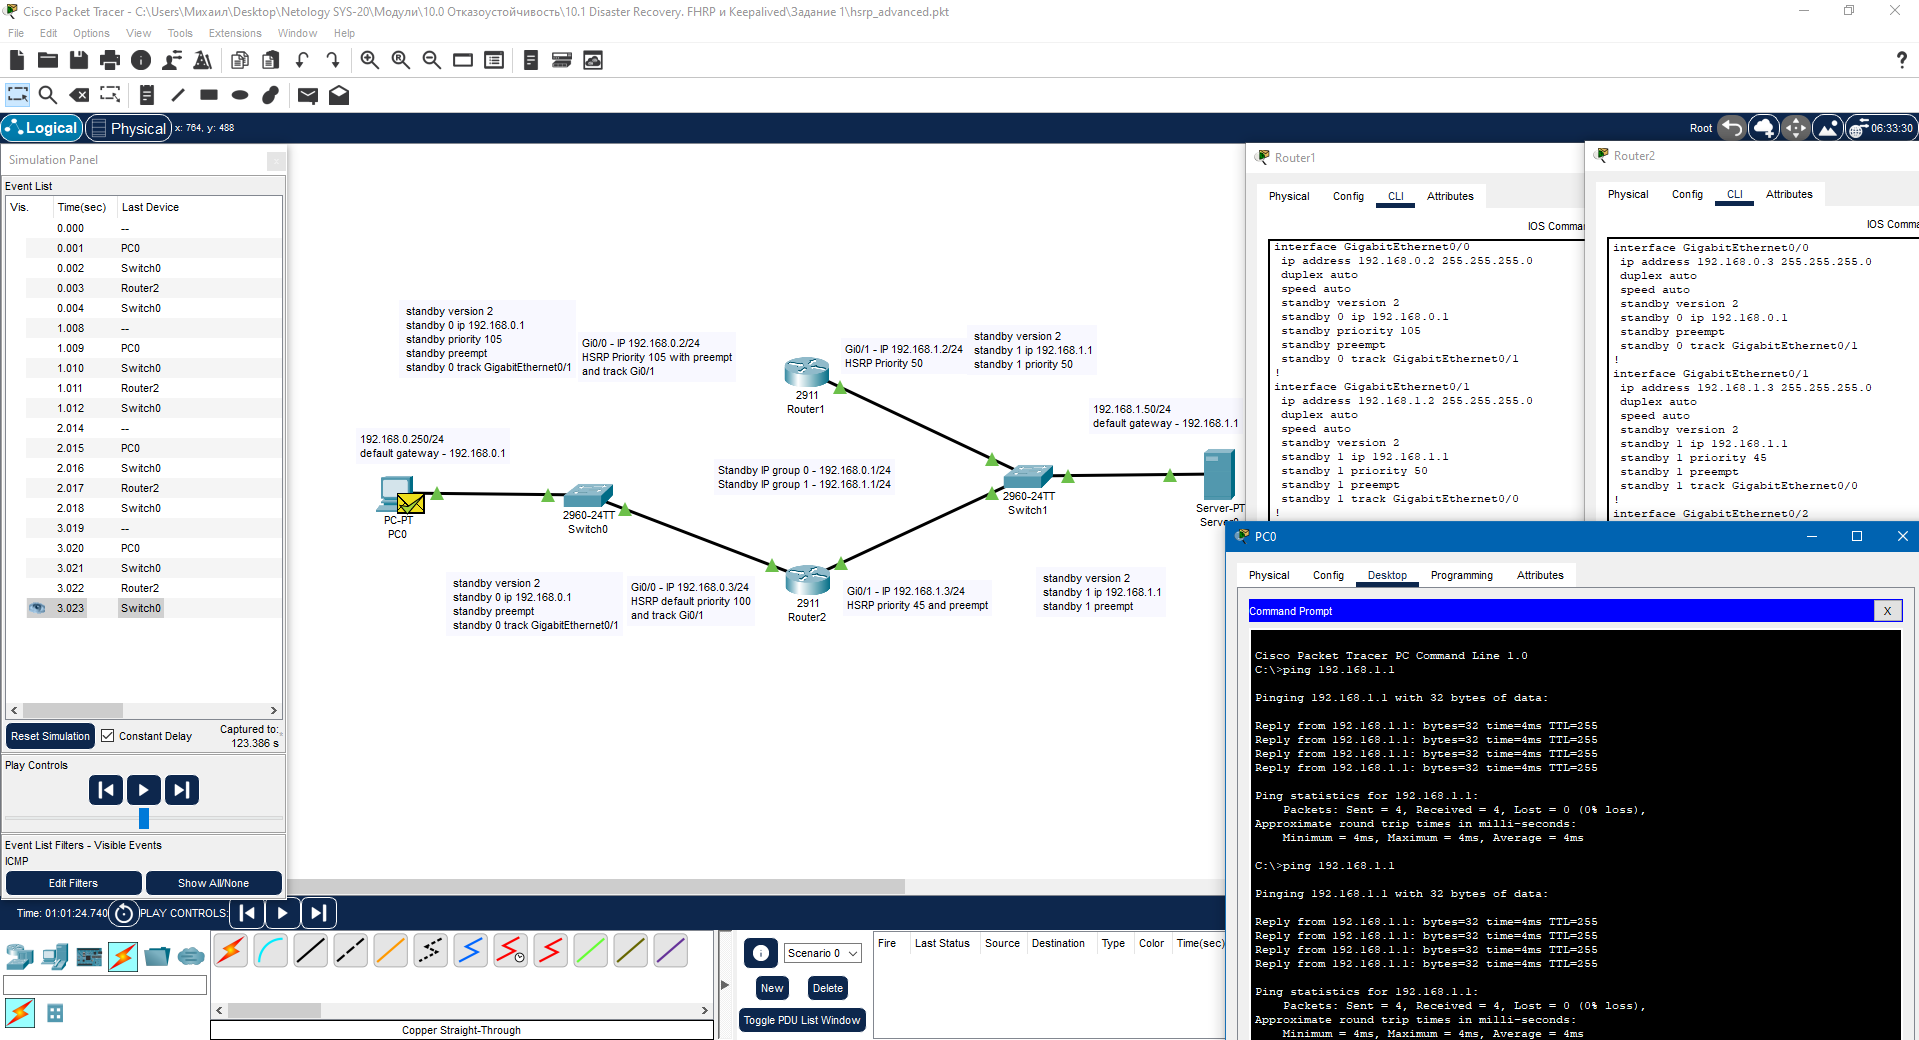 Cisco Packet Tracer - C:\Users\Михаил\Desktop\Netology SYS-20\Модули\10.0 Отказоустойчивость\10.1 Disaster Recovery. FHRP и Keepalived\Задание 1\hsrp_advanced.pkt
File Edit Options View Tools Extensions Window Help
Logical Physical x: 764, y: 488
Root 06:33:30
Simulation Panel
Event List
Vis. Time(sec) Last Device
0.000 --
0.001 PC0
0.002 Switch0
0.003 Router2
0.004 Switch0
1.008 --
1.009 PC0
1.010 Switch0
1.011 Router2
1.012 Switch0
2.014 --
2.015 PC0
2.016 Switch0
2.017 Router2
2.018 Switch0
3.019 --
3.020 PC0
3.021 Switch0
3.022 Router2
3.023 Switch0
Reset Simulation Constant Delay Captured to:
123.386 s
Play Controls
Event List Filters - Visible Events
ICMP
Edit Filters Show All/None
standby version 2
standby 0 ip 192.168.0.1
standby priority 105
standby preempt
standby 0 track GigabitEthernet0/1
Gi0/0 - IP 192.168.0.2/24
HSRP Priority 105 with preempt
and track Gi0/1
2911
Router1
Gi0/1 - IP 192.168.1.2/24
HSRP Priority 50
standby version 2
standby 1 ip 192.168.1.1
standby 1 priority 50
192.168.1.50/24
default gateway - 192.168.1.1
192.168.0.250/24
default gateway - 192.168.0.1
Standby IP group 0 - 192.168.0.1/24
Standby IP group 1 - 192.168.1.1/24
PC-PT
PC0
2960-24TT
Switch0
2960-24TT
Switch1
Server-PT
standby version 2
standby 0 ip 192.168.0.1
standby preempt
standby 0 track GigabitEthernet0/1
Gi0/0 - IP 192.168.0.3/24
HSRP default priority 100
and track Gi0/1
2911
Router2
Gi0/1 - IP 192.168.1.3/24
HSRP priority 45 and preempt
standby version 2
standby 1 ip 192.168.1.1
standby 1 preempt
Router1
Physical Config CLI Attributes
IOS Comma
interface GigabitEthernet0/0
ip address 192.168.0.2 255.255.255.0
duplex auto
speed auto
standby version 2
standby 0 ip 192.168.0.1
standby priority 105
standby preempt
standby 0 track GigabitEthernet0/1
!
interface GigabitEthernet0/1
ip address 192.168.1.2 255.255.255.0
duplex auto
speed auto
standby version 2
standby 1 ip 192.168.1.1
standby 1 priority 50
standby 1 preempt
standby 1 track GigabitEthernet0/0
!
Router2
Physical Config CLI Attributes
IOS Comma
interface GigabitEthernet0/0
ip address 192.168.0.3 255.255.255.0
duplex auto
speed auto
standby version 2
standby 0 ip 192.168.0.1
standby preempt
standby 0 track GigabitEthernet0/1
!
interface GigabitEthernet0/1
ip address 192.168.1.3 255.255.255.0
duplex auto
speed auto
standby version 2
standby 1 ip 192.168.1.1
standby 1 priority 45
standby 1 preempt
standby 1 track GigabitEthernet0/0
!
interface GigabitEthernet0/2
PC0
Physical Config Desktop Programming Attributes
Command Prompt X
Cisco Packet Tracer PC Command Line 1.0
C:\>ping 192.168.1.1
Pinging 192.168.1.1 with 32 bytes of data:
Reply from 192.168.1.1: bytes=32 time=4ms TTL=255
Reply from 192.168.1.1: bytes=32 time=4ms TTL=255
Reply from 192.168.1.1: bytes=32 time=4ms TTL=255
Reply from 192.168.1.1: bytes=32 time=4ms TTL=255
Ping statistics for 192.168.1.1:
Packets: Sent = 4, Received = 4, Lost = 0 (0% loss),
Approximate round trip times in milli-seconds:
Minimum = 4ms, Maximum = 4ms, Average = 4ms
C:\>ping 192.168.1.1
Pinging 192.168.1.1 with 32 bytes of data:
Reply from 192.168.1.1: bytes=32 time=4ms TTL=255
Reply from 192.168.1.1: bytes=32 time=4ms TTL=255
Reply from 192.168.1.1: bytes=32 time=4ms TTL=255
Reply from 192.168.1.1: bytes=32 time=4ms TTL=255
Ping statistics for 192.168.1.1:
Packets: Sent = 4, Received = 4, Lost = 0 (0% loss),
Approximate round trip times in milli-seconds:
Minimum = 4ms, Maximum = 4ms, Average = 4ms
Time: 01:01:24.740 PLAY CONTROLS:
Copper Straight-Through
Scenario 0
New Delete
Toggle PDU List Window
Fire Last Status Source Destination Type Color Time(sec)